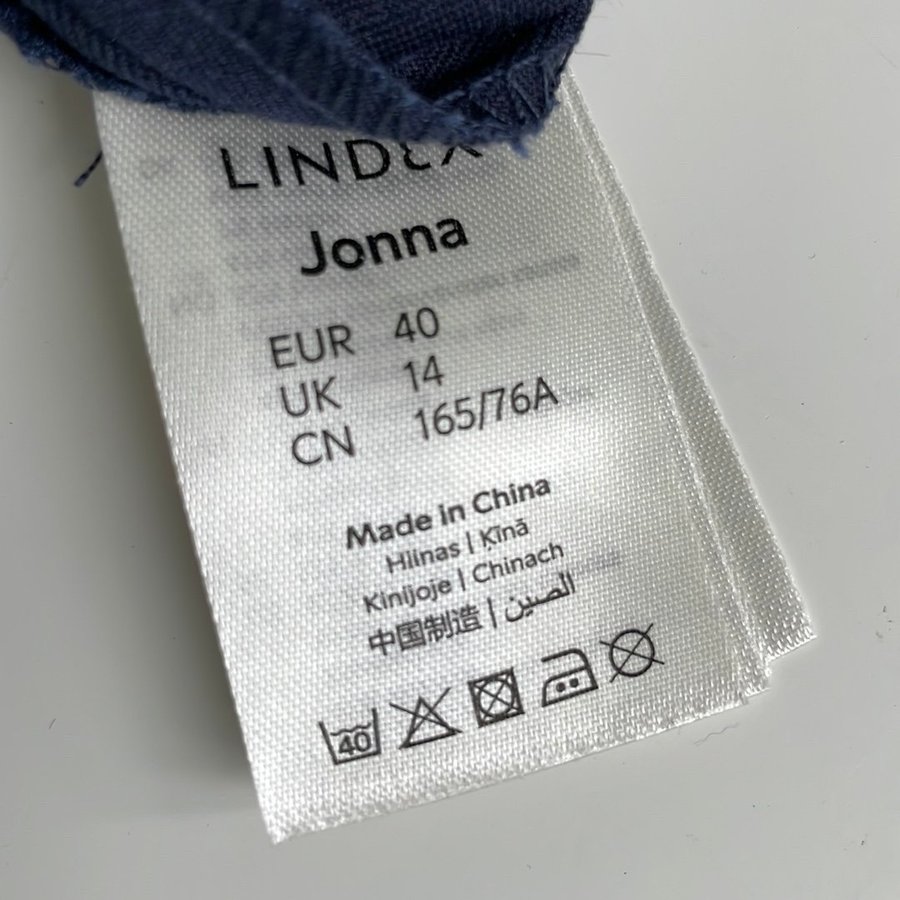 LINDEX
Jonna
EUR 40
UK 14
CN 165/76A
Made in China
Hiinas | Ķīnā
Kinijoje | Chinach
中国制造 | الصين
40